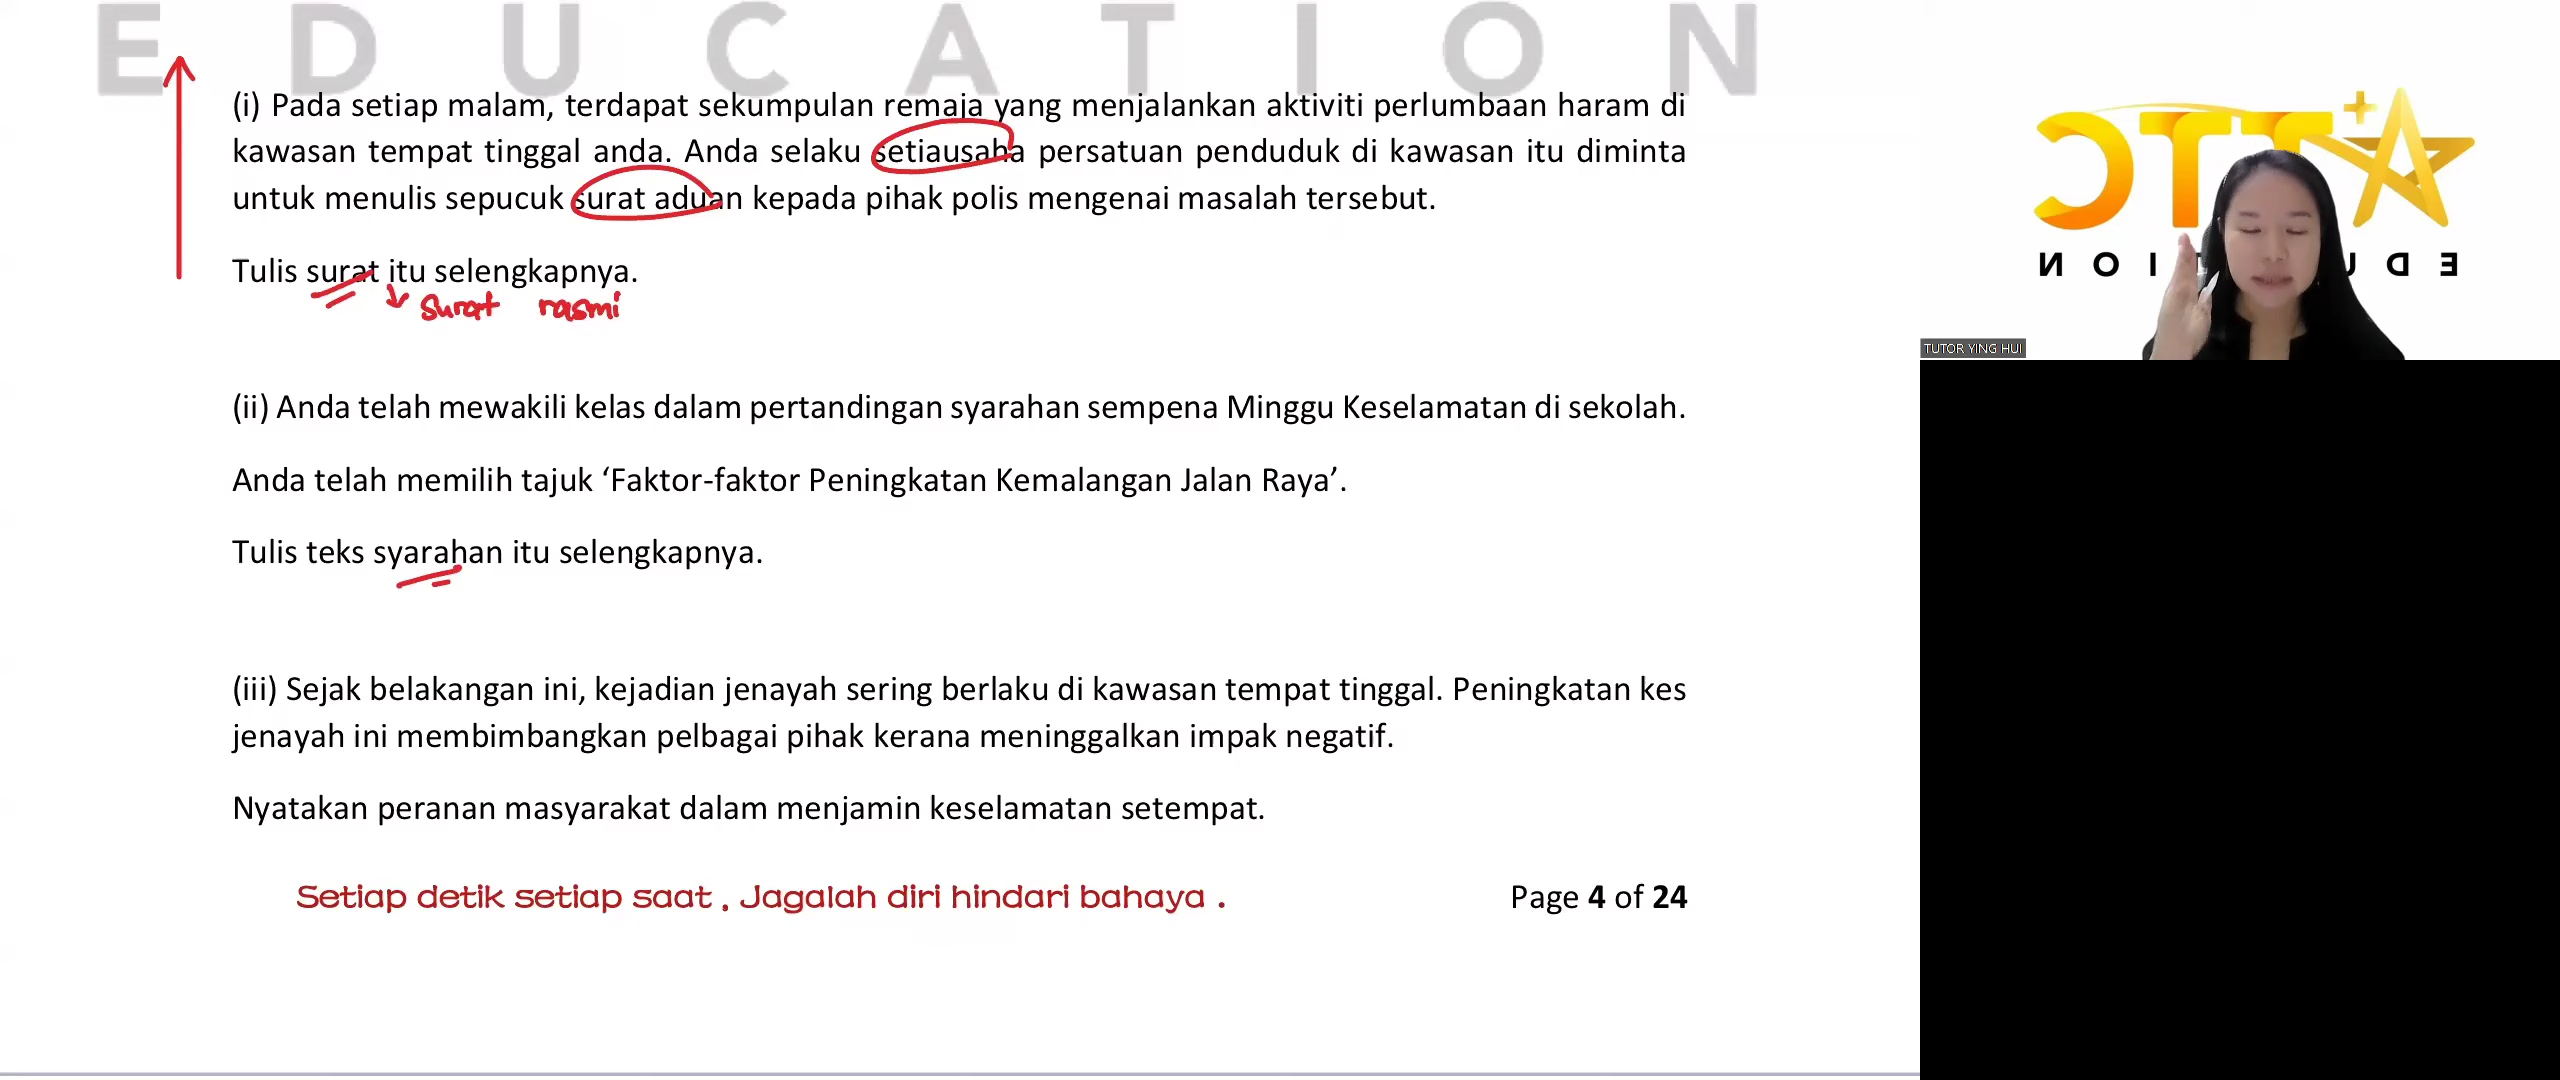 EDUCATION
(i) Pada setiap malam, terdapat sekumpulan remaja yang menjalankan aktiviti perlumbaan haram di
kawasan tempat tinggal anda. Anda selaku setiausaha persatuan penduduk di kawasan itu diminta
untuk menulis sepucuk surat aduan kepada pihak polis mengenai masalah tersebut.
Tulis surat itu selengkapnya.
surat rasmi
(ii) Anda telah mewakili kelas dalam pertandingan syarahan sempena Minggu Keselamatan di sekolah.
Anda telah memilih tajuk ‘Faktor-faktor Peningkatan Kemalangan Jalan Raya’.
Tulis teks syarahan itu selengkapnya.
(iii) Sejak belakangan ini, kejadian jenayah sering berlaku di kawasan tempat tinggal. Peningkatan kes
jenayah ini membimbangkan pelbagai pihak kerana meninggalkan impak negatif.
Nyatakan peranan masyarakat dalam menjamin keselamatan setempat.
Setiap detik setiap saat . Jagalah diri hindari bahaya .
Page 4 of 24
TUTOR YING HUI